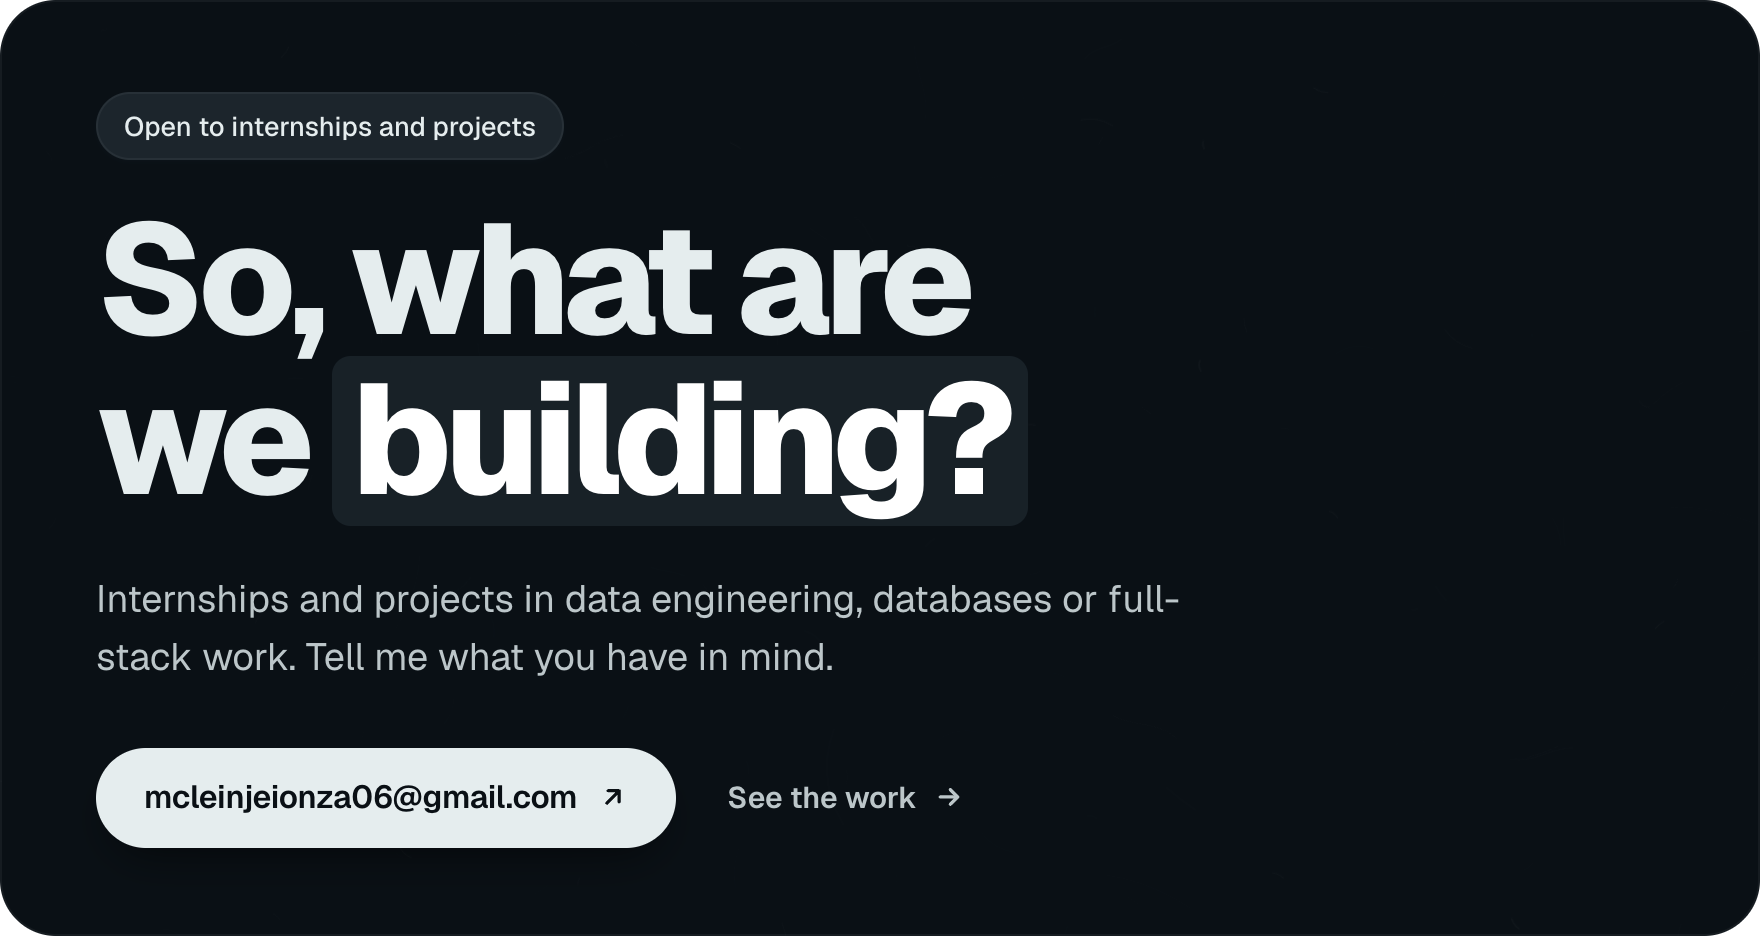 Open to internships and projects
So, what are
we building?
Internships and projects in data engineering, databases or full-
stack work. Tell me what you have in mind.
mcleinjeionza06@gmail.com ↗
See the work →